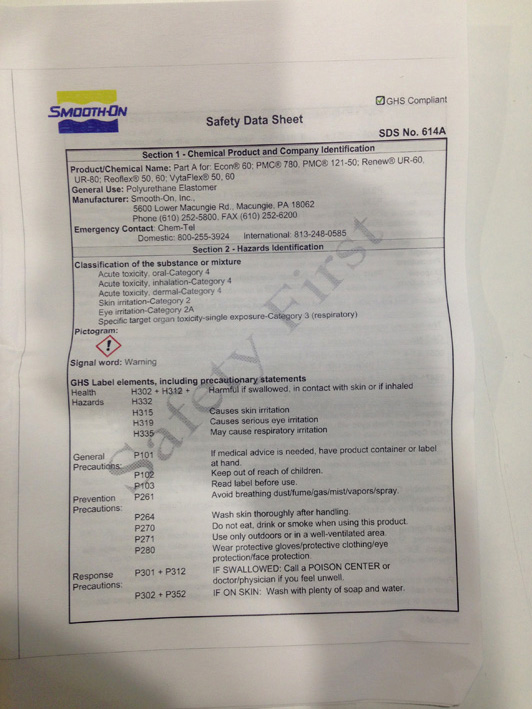 SMOOTH-ON
GHS Compliant
Safety Data Sheet
SDS No. 614A
Section 1 - Chemical Product and Company Identification
Product/Chemical Name: Part A for: Econ® 60; PMC® 780, PMC® 121-50; Renew® UR-60,
UR-80; Reoflex® 50, 60; VytaFlex® 50, 60
General Use: Polyurethane Elastomer
Manufacturer: Smooth-On, Inc.,
5600 Lower Macungie Rd., Macungie, PA 18062
Phone (610) 252-5800, FAX (610) 252-6200
Emergency Contact: Chem-Tel
Domestic: 800-255-3924 International: 813-248-0585
Section 2 - Hazards Identification
Classification of the substance or mixture
Acute toxicity, oral-Category 4
Acute toxicity, inhalation-Category 4
Acute toxicity, dermal-Category 4
Skin irritation-Category 2
Eye irritation-Category 2A
Specific target organ toxicity-single exposure-Category 3 (respiratory)
Pictogram:
Signal word: Warning
GHS Label elements, including precautionary statements
Health H302 + H312 + Harmful if swallowed, in contact with skin or if inhaled
Hazards H332
H315 Causes skin irritation
H319 Causes serious eye irritation
H335 May cause respiratory irritation
General P101 If medical advice is needed, have product container or label
Precautions: at hand.
P102 Keep out of reach of children.
P103 Read label before use.
Prevention P261 Avoid breathing dust/fume/gas/mist/vapors/spray.
Precautions:
P264 Wash skin thoroughly after handling.
P270 Do not eat, drink or smoke when using this product.
P271 Use only outdoors or in a well-ventilated area.
P280 Wear protective gloves/protective clothing/eye
protection/face protection.
Response P301 + P312 IF SWALLOWED: Call a POISON CENTER or
Precautions: doctor/physician if you feel unwell.
P302 + P352 IF ON SKIN: Wash with plenty of soap and water.
Safety First